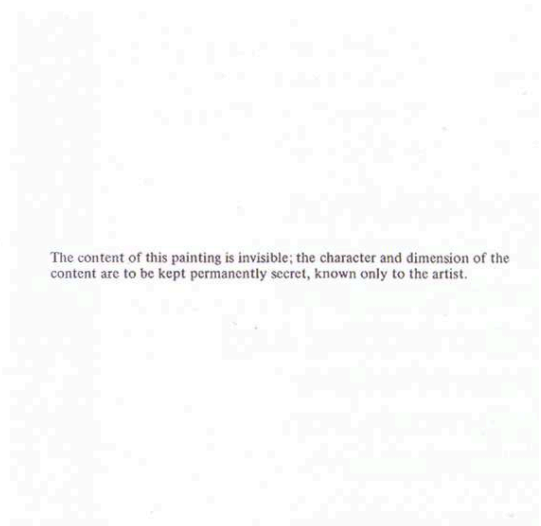 The content of this painting is invisible; the character and dimension of the
content are to be kept permanently secret, known only to the artist.